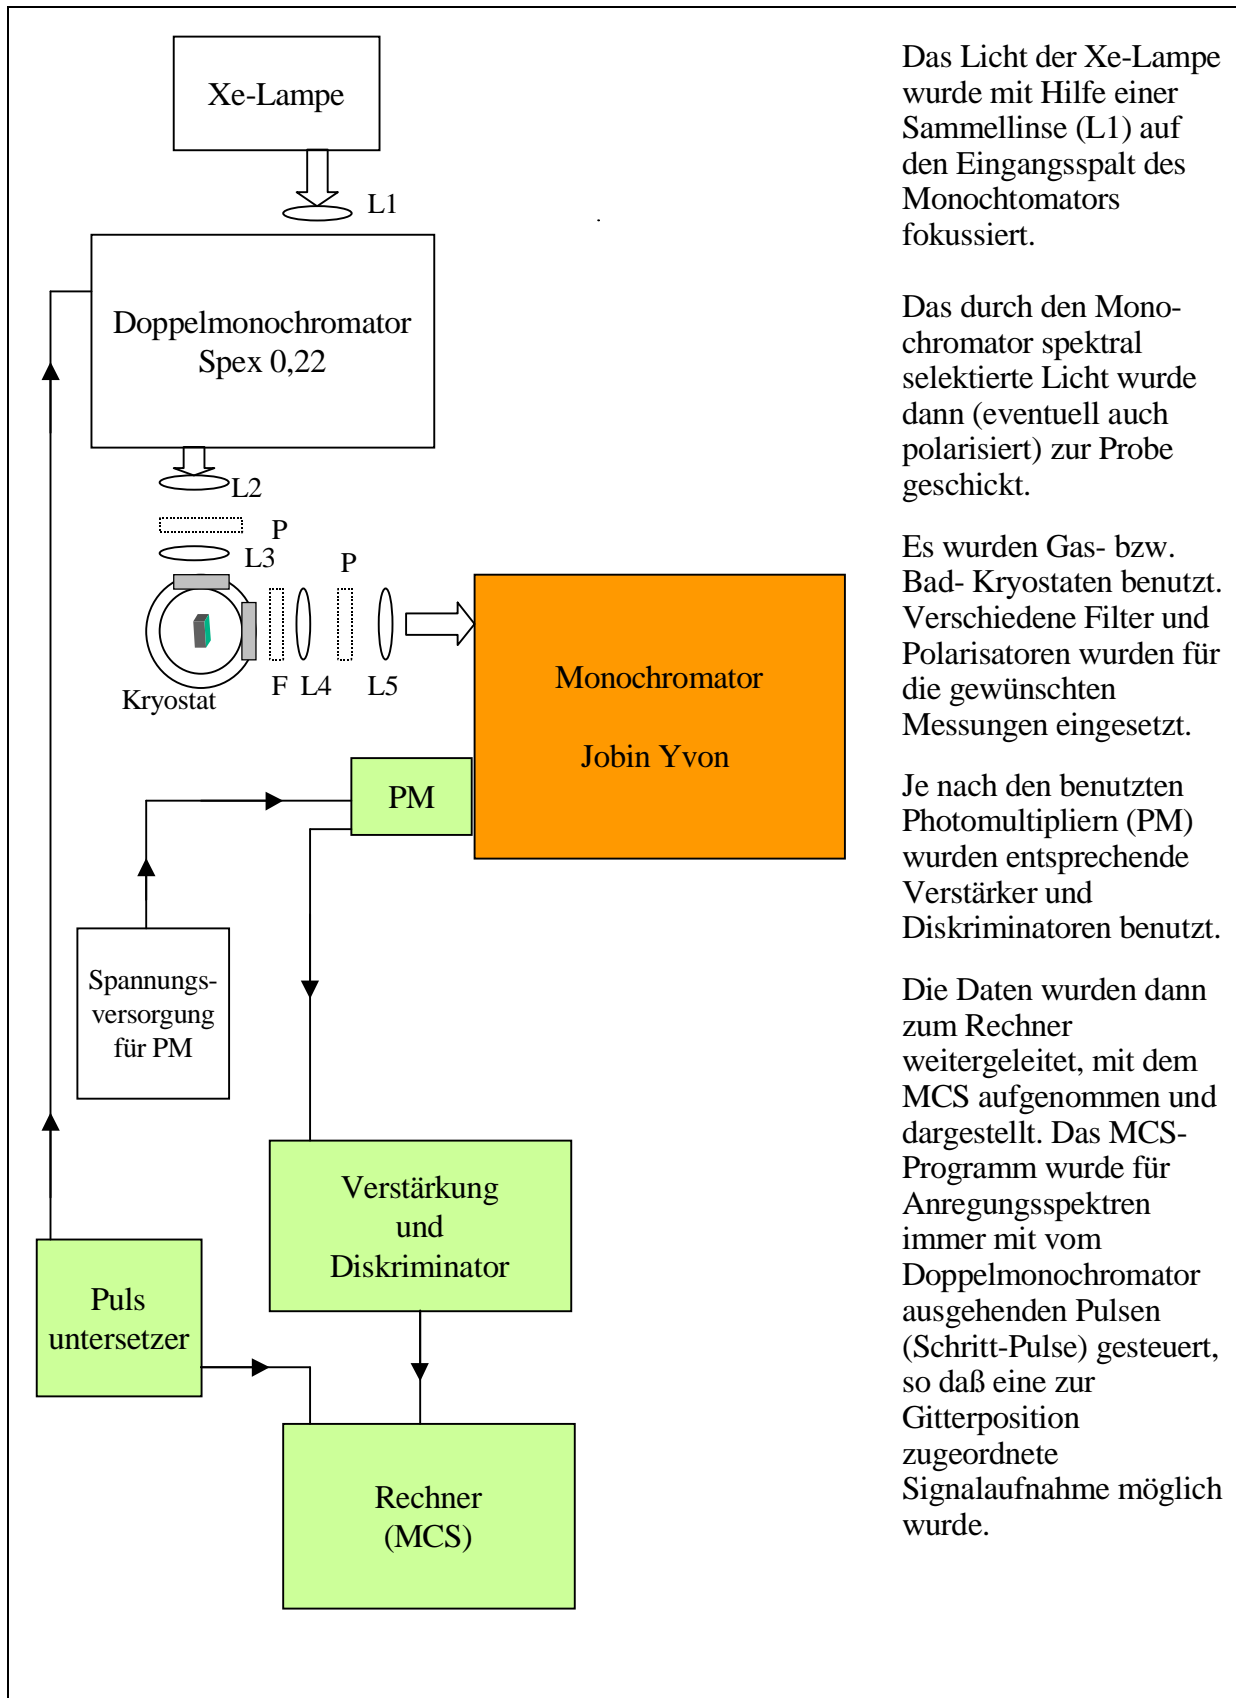 Xe-Lampe
L1
Doppelmonochromator
Spex 0,22
L2
P
L3
P
Kryostat
F
L4
L5
Monochromator
Jobin Yvon
PM
Spannungs-
versorgung
für PM
Verstärkung
und
Diskriminator
Puls
untersetzer
Rechner
(MCS)
Das Licht der Xe-Lampe
wurde mit Hilfe einer
Sammellinse (L1) auf
den Eingangsspalt des
Monochtomators
fokussiert.
Das durch den Mono-
chromator spektral
selektierte Licht wurde
dann (eventuell auch
polarisiert) zur Probe
geschickt.
Es wurden Gas- bzw.
Bad- Kryostaten benutzt.
Verschiedene Filter und
Polarisatoren wurden für
die gewünschten
Messungen eingesetzt.
Je nach den benutzten
Photomultipliern (PM)
wurden entsprechende
Verstärker und
Diskriminatoren benutzt.
Die Daten wurden dann
zum Rechner
weitergeleitet, mit dem
MCS aufgenommen und
dargestellt. Das MCS-
Programm wurde für
Anregungsspektren
immer mit vom
Doppelmonochromator
ausgehenden Pulsen
(Schritt-Pulse) gesteuert,
so daß eine zur
Gitterposition
zugeordnete
Signalaufnahme möglich
wurde.